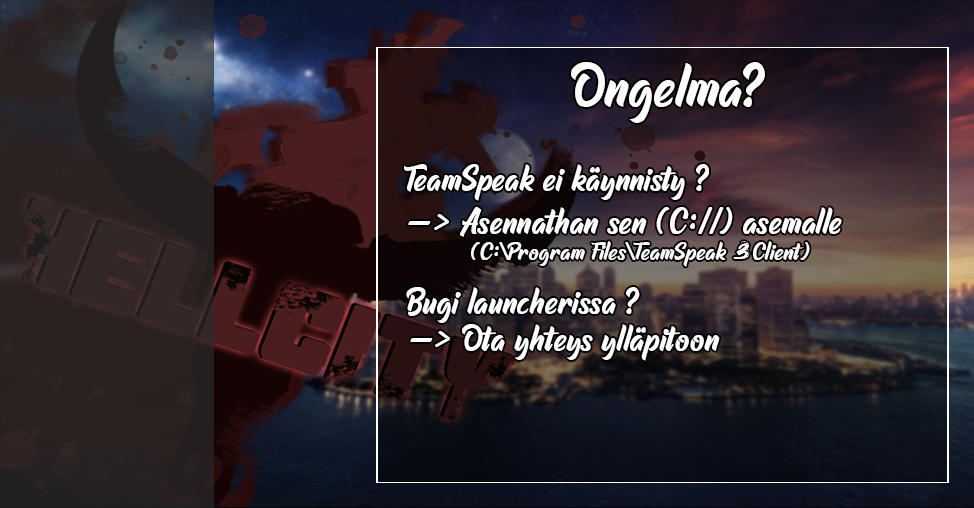 HELLCITY
Ongelma?
TeamSpeak ei käynnisty ?
—> Asennathan sen (C://) asemalle
(C:\Program Files\TeamSpeak 3 Client)
Bugi launcherissa ?
—> Ota yhteys ylläpitoon